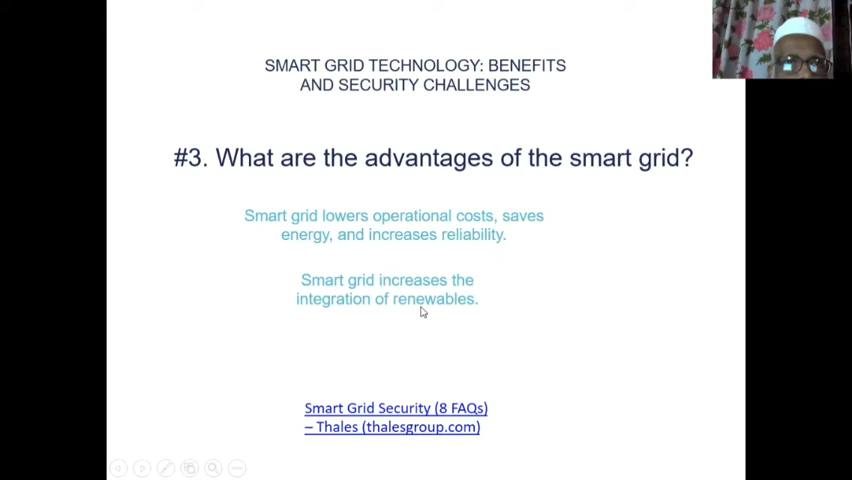 SMART GRID TECHNOLOGY: BENEFITS
AND SECURITY CHALLENGES
#3. What are the advantages of the smart grid?
Smart grid lowers operational costs, saves
energy, and increases reliability.
Smart grid increases the
integration of renewables.
Smart Grid Security (8 FAQs)
– Thales (thalesgroup.com)